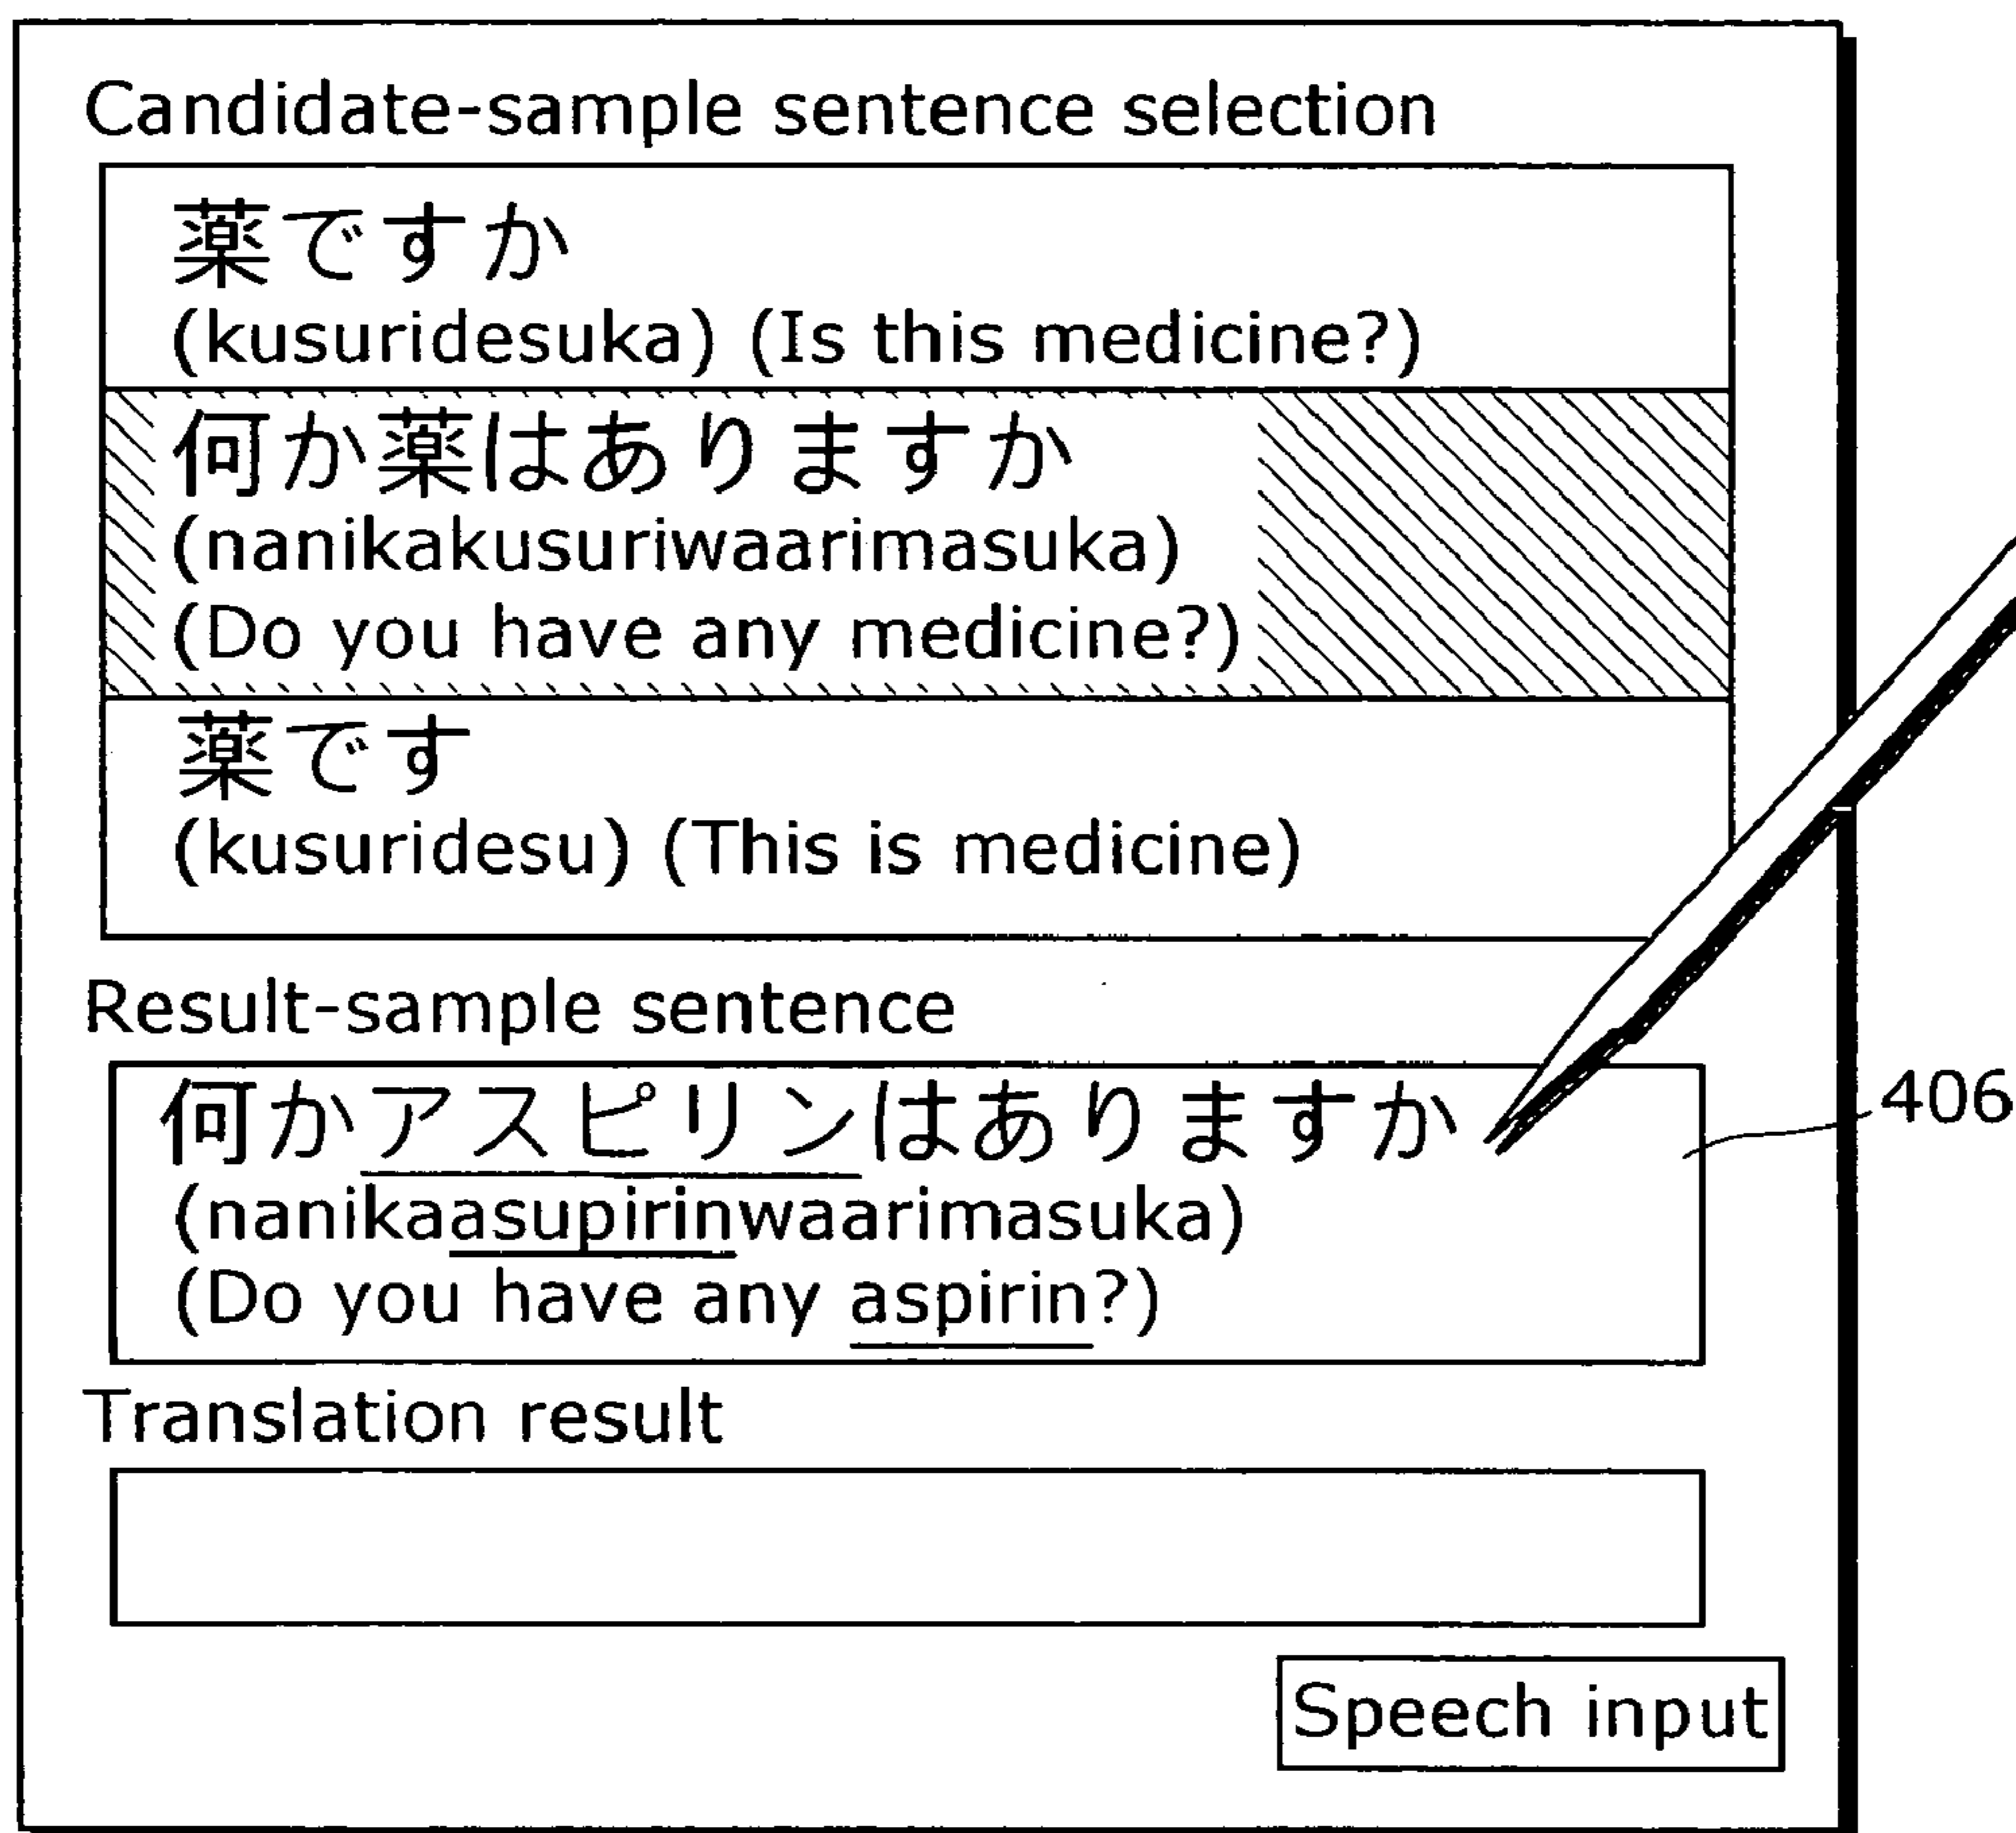 Candidate-sample sentence selection
薬ですか
(kusuridesuka) (Is this medicine?)
何か薬はありますか
(nanikakusuriwaarimasuka)
(Do you have any medicine?)
薬です
(kusuridesu) (This is medicine)
Result-sample sentence
何かアスピリンはありますか
406
(nanikaasupirinwaarimasuka)
(Do you have any aspirin?)
Translation result
Speech input